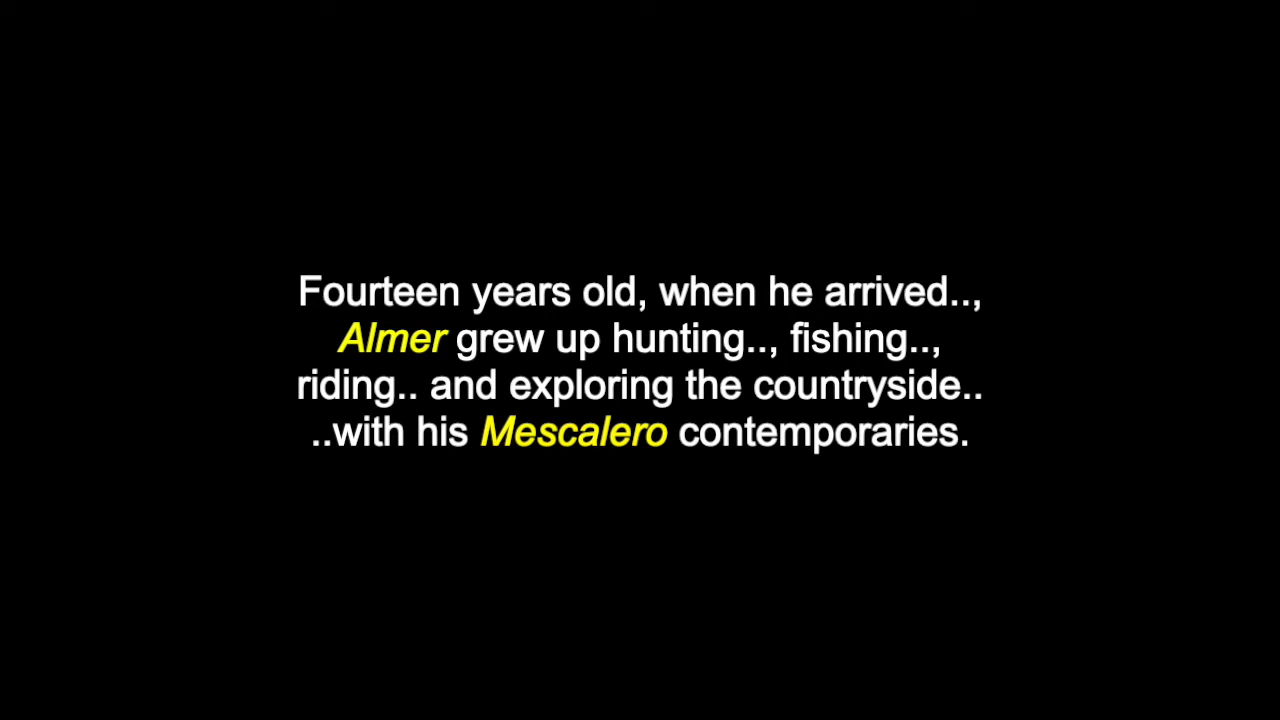 Fourteen years old, when he arrived..,
Almer grew up hunting.., fishing..,
riding.. and exploring the countryside..
..with his Mescalero contemporaries.